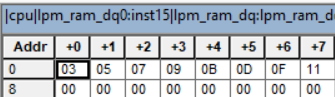 |cpu|lpm_ram_dq0:inst15|lpm_ram_dq:lpm_ram_d
Addr +0 +1 +2 +3 +4 +5 +6 +7
0 03 05 07 09 0B 0D 0F 11
8 00 00 00 00 00 00 00 00